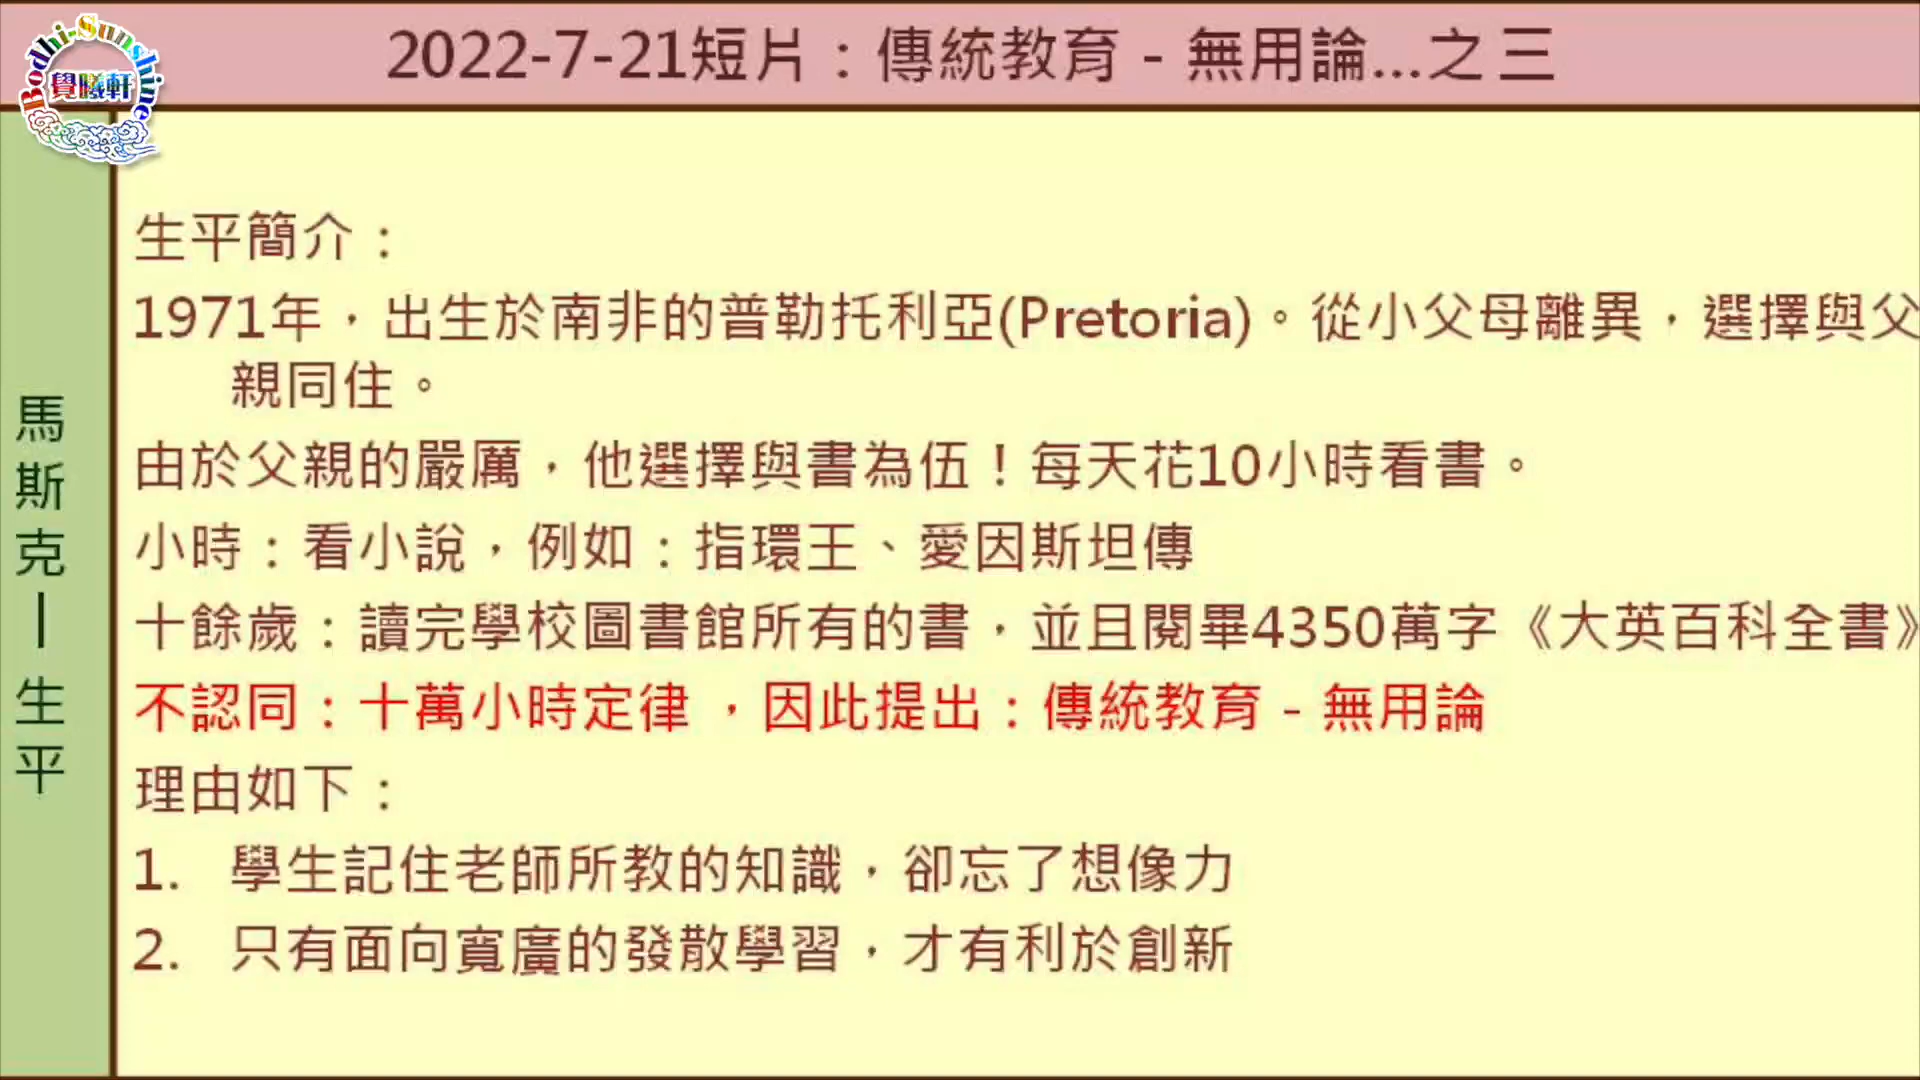 Bodhi-Sunshine
覺曦軒
2022-7-21短片：傳統教育 - 無用論...之三
馬斯克|生平
生平簡介：
1971年，出生於南非的普勒托利亞(Pretoria)。從小父母離異，選擇與父
親同住。
由於父親的嚴厲，他選擇與書為伍！每天花10小時看書。
小時：看小說，例如：指環王、愛因斯坦傳
十餘歲：讀完學校圖書館所有的書，並且閱畢4350萬字《大英百科全書》
不認同：十萬小時定律 ，因此提出：傳統教育 - 無用論
理由如下：
1. 學生記住老師所教的知識，卻忘了想像力
2. 只有面向寬廣的發散學習，才有利於創新